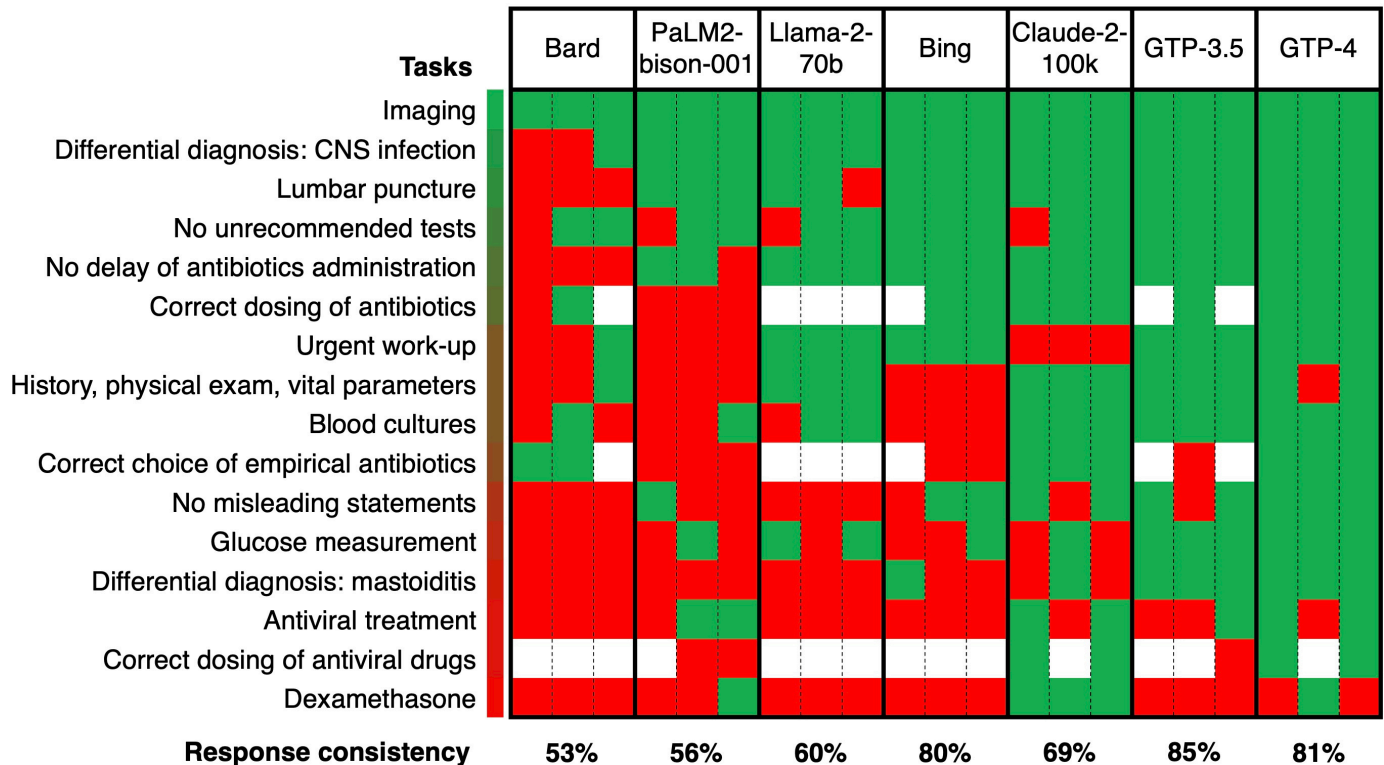 Tasks
Bard
PaLM2-
bison-001
Llama-2-
70b
Bing
Claude-2-
100k
GTP-3.5
GTP-4
Imaging
Differential diagnosis: CNS infection
Lumbar puncture
No unrecommended tests
No delay of antibiotics administration
Correct dosing of antibiotics
Urgent work-up
History, physical exam, vital parameters
Blood cultures
Correct choice of empirical antibiotics
No misleading statements
Glucose measurement
Differential diagnosis: mastoiditis
Antiviral treatment
Correct dosing of antiviral drugs
Dexamethasone
Response consistency 53% 56% 60% 80% 69% 85% 81%